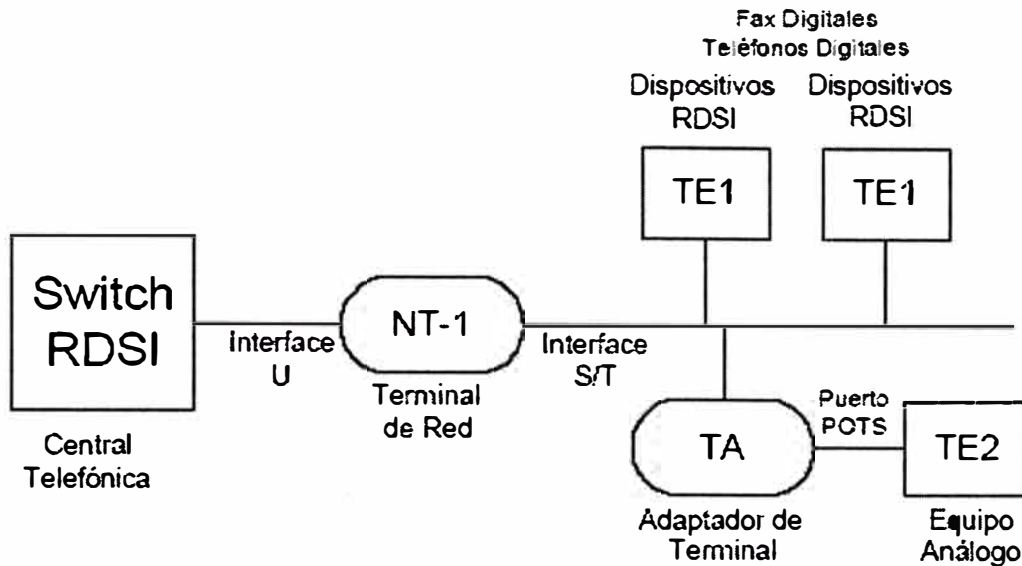 Fax Digitales
Teléfonos Digitales
Dispositivos
RDSI
Dispositivos
RDSI
TE1
TE1
Switch
RDSI
Interface
U
NT-1
Interface
S/T
Terminal
de Red
Central
Telefónica
TA
Puerto
POTS
TE2
Adaptador de
Terminal
Equipo
Análogo